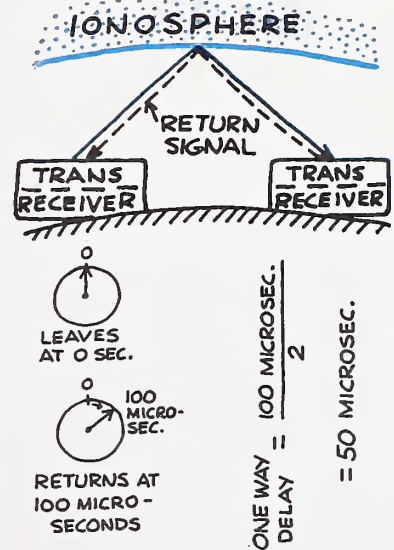 IONOSPHERE
RETURN
SIGNAL
TRANS
RECEIVER
TRANS
RECEIVER
0
LEAVES
AT 0 SEC.
0
100
MICRO-
SEC.
RETURNS AT
100 MICRO-
SECONDS
ONE WAY
DELAY = 100 MICROSEC.
2
= 50 MICROSEC.